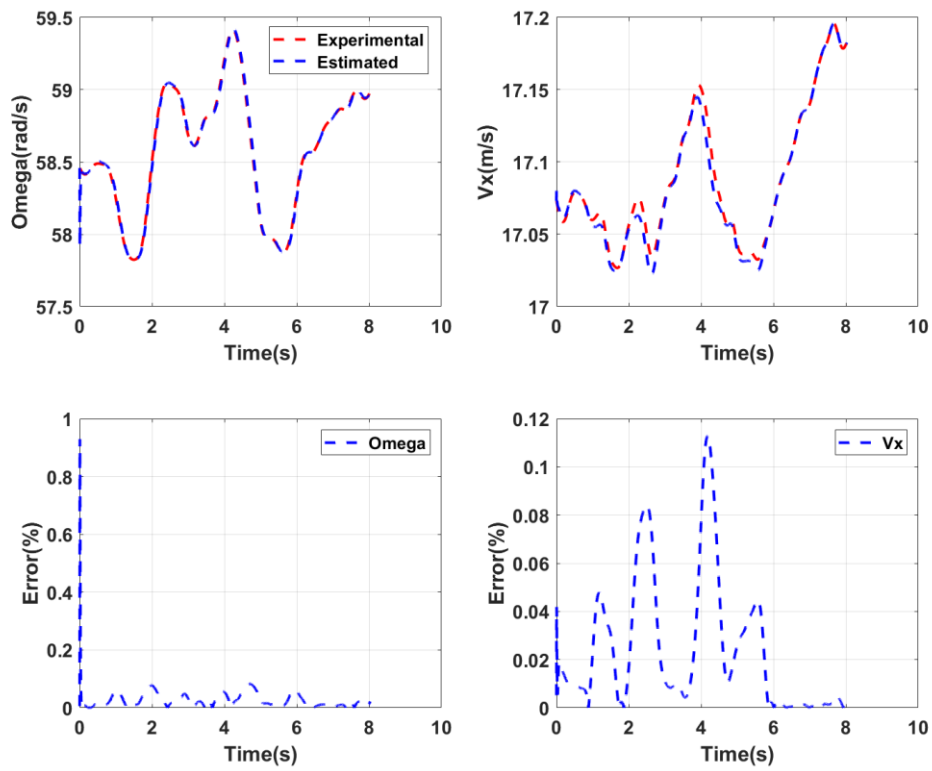 59.5
59
58.5
58
57.5
Omega(rad/s)
Experimental
Estimated
0 2 4 6 8 10
Time(s)
17.2
17.15
17.1
17.05
17
Vx(m/s)
0 2 4 6 8 10
Time(s)
1
0.8
0.6
0.4
0.2
0
Error(%)
Omega
0 2 4 6 8 10
Time(s)
0.12
0.1
0.08
0.06
0.04
0.02
0
Error(%)
Vx
0 2 4 6 8 10
Time(s)